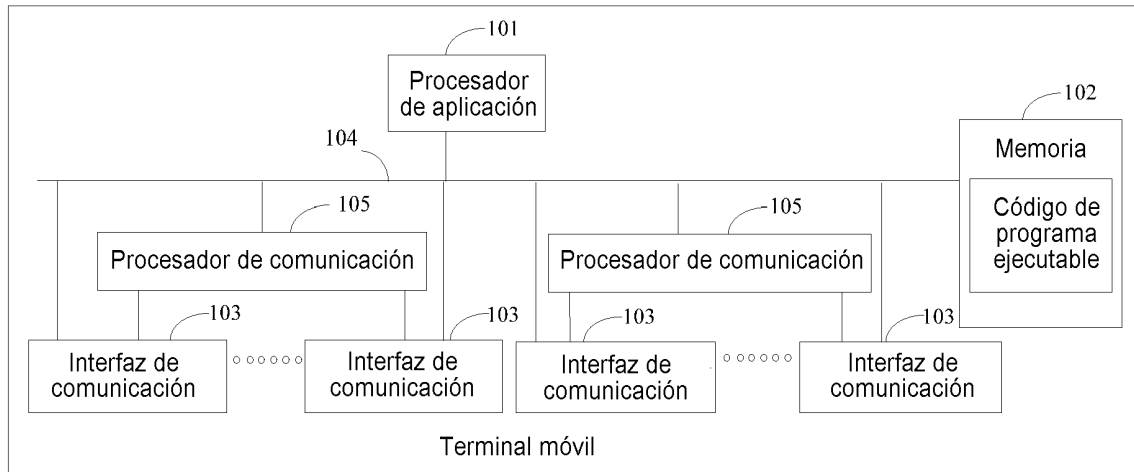 101
Procesador
de aplicación
102
Memoria
Código de
programa
ejecutable
104
105
Procesador de comunicación
105
Procesador de comunicación
103
Interfaz de
comunicación
103
Interfaz de
comunicación
103
Interfaz de
comunicación
103
Interfaz de
comunicación
Terminal móvil